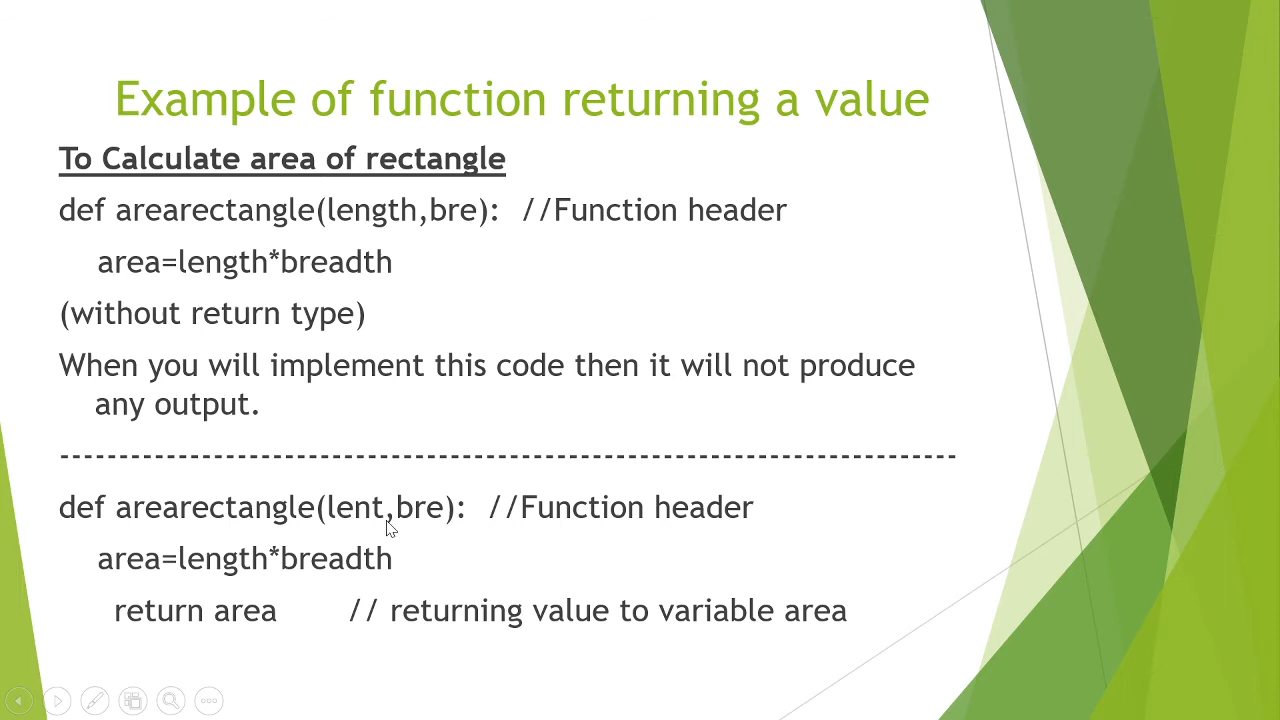 Example of function returning a value
To Calculate area of rectangle
def arearectangle(length,bre): //Function header
area=length*breadth
(without return type)
When you will implement this code then it will not produce
any output.
-----------------------------------------------------------------------------
def arearectangle(lent,bre): //Function header
area=length*breadth
return area // returning value to variable area